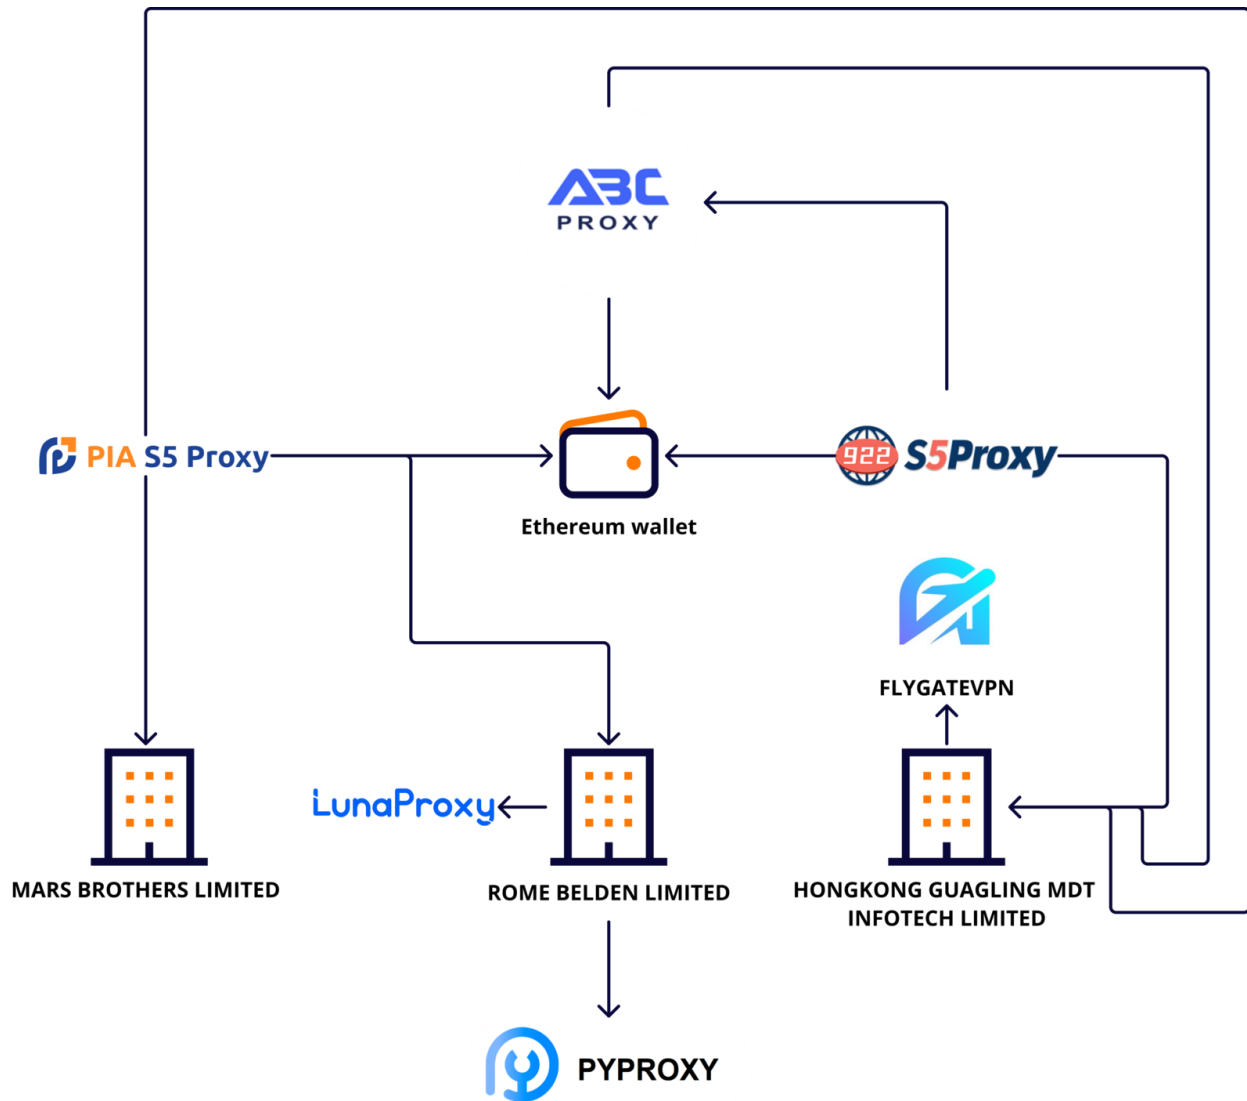 ABC
PROXY
PIA S5 Proxy
922 S5Proxy
Ethereum wallet
FLYGATEVPN
LunaProxy
MARS BROTHERS LIMITED
ROME BELDEN LIMITED
HONGKONG GUAGLING MDT
INFOTECH LIMITED
PYPROXY